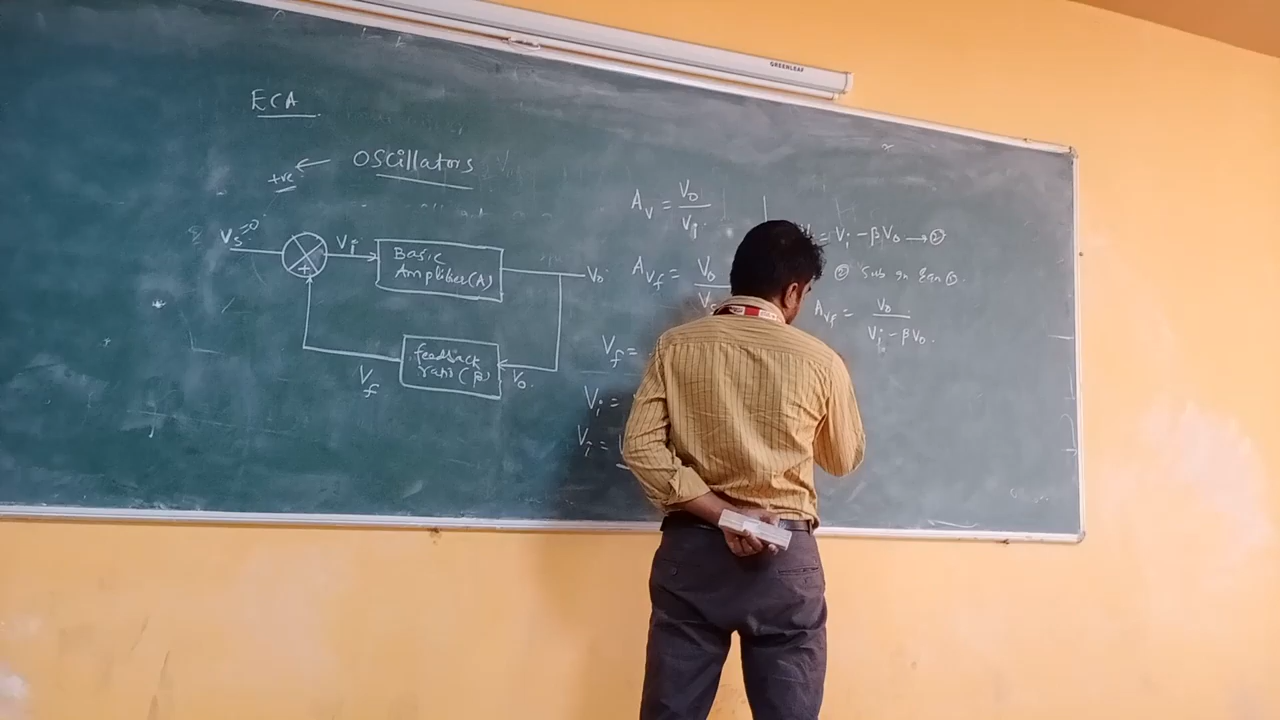 GREENLEAF
ECA
Oscillators
+ve
Vs=0
Vi
Basic
Amplifier(A)
Vo
+
feedback
(β)
Vo
Vf
Av = Vo/Vi
Avf = Vo/
Vf =
Vi =
Vi =
= Vi - βVo → ②
② Sub in Eqn ①.
Avf = Vo/Vi - βVo.